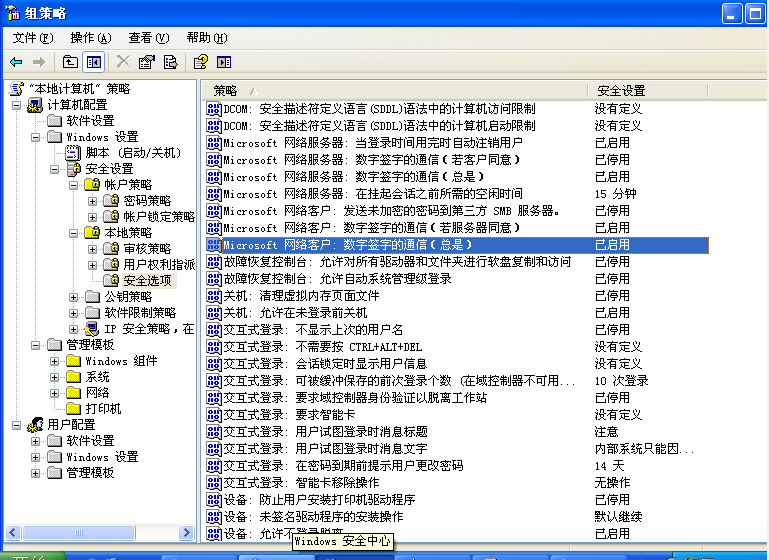 组策略
文件(F) 操作(A) 查看(V) 帮助(H)
“本地计算机” 策略
计算机配置
软件设置
Windows 设置
脚本 (启动/关机)
安全设置
帐户策略
密码策略
帐户锁定策略
本地策略
审核策略
用户权利指派
安全选项
公钥策略
软件限制策略
IP 安全策略，在
管理模板
Windows 组件
系统
网络
打印机
用户配置
软件设置
Windows 设置
管理模板
策略 安全设置
DCOM: 安全描述符定义语言(SDDL)语法中的计算机访问限制 没有定义
DCOM: 安全描述符定义语言(SDDL)语法中的计算机启动限制 没有定义
Microsoft 网络服务器: 当登录时间用完时自动注销用户 已启用
Microsoft 网络服务器: 数字签字的通信(若客户同意) 已停用
Microsoft 网络服务器: 数字签字的通信(总是) 已启用
Microsoft 网络服务器: 在挂起会话之前所需的空闲时间 15 分钟
Microsoft 网络客户: 发送未加密的密码到第三方 SMB 服务器。 已停用
Microsoft 网络客户: 数字签字的通信(若服务器同意) 已启用
Microsoft 网络客户: 数字签字的通信(总是) 已启用
故障恢复控制台: 允许对所有驱动器和文件夹进行软盘复制和访问 已停用
故障恢复控制台: 允许自动系统管理级登录 已停用
关机: 清理虚拟内存页面文件 已停用
关机: 允许在未登录前关机 已启用
交互式登录: 不显示上次的用户名 已停用
交互式登录: 不需要按 CTRL+ALT+DEL 没有定义
交互式登录: 会话锁定时显示用户信息 没有定义
交互式登录: 可被缓冲保存的前次登录个数 (在域控制器不可用... 10 次登录
交互式登录: 要求域控制器身份验证以脱离工作站 已停用
交互式登录: 要求智能卡 没有定义
交互式登录: 用户试图登录时消息标题 注意
交互式登录: 用户试图登录时消息文字 内部系统只能因...
交互式登录: 在密码到期前提示用户更改密码 14 天
交互式登录: 智能卡移除操作 无操作
设备: 防止用户安装打印机驱动程序 已停用
设备: 未签名驱动程序的安装操作 默认继续
设备: 允许不登录脱离 已启用
Windows 安全中心